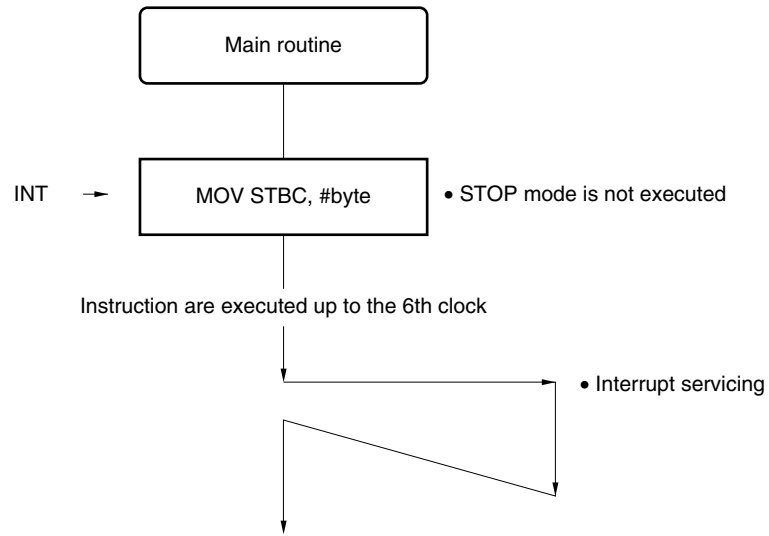 Main routine
INT
MOV STBC, #byte
• STOP mode is not executed
Instruction are executed up to the 6th clock
• Interrupt servicing